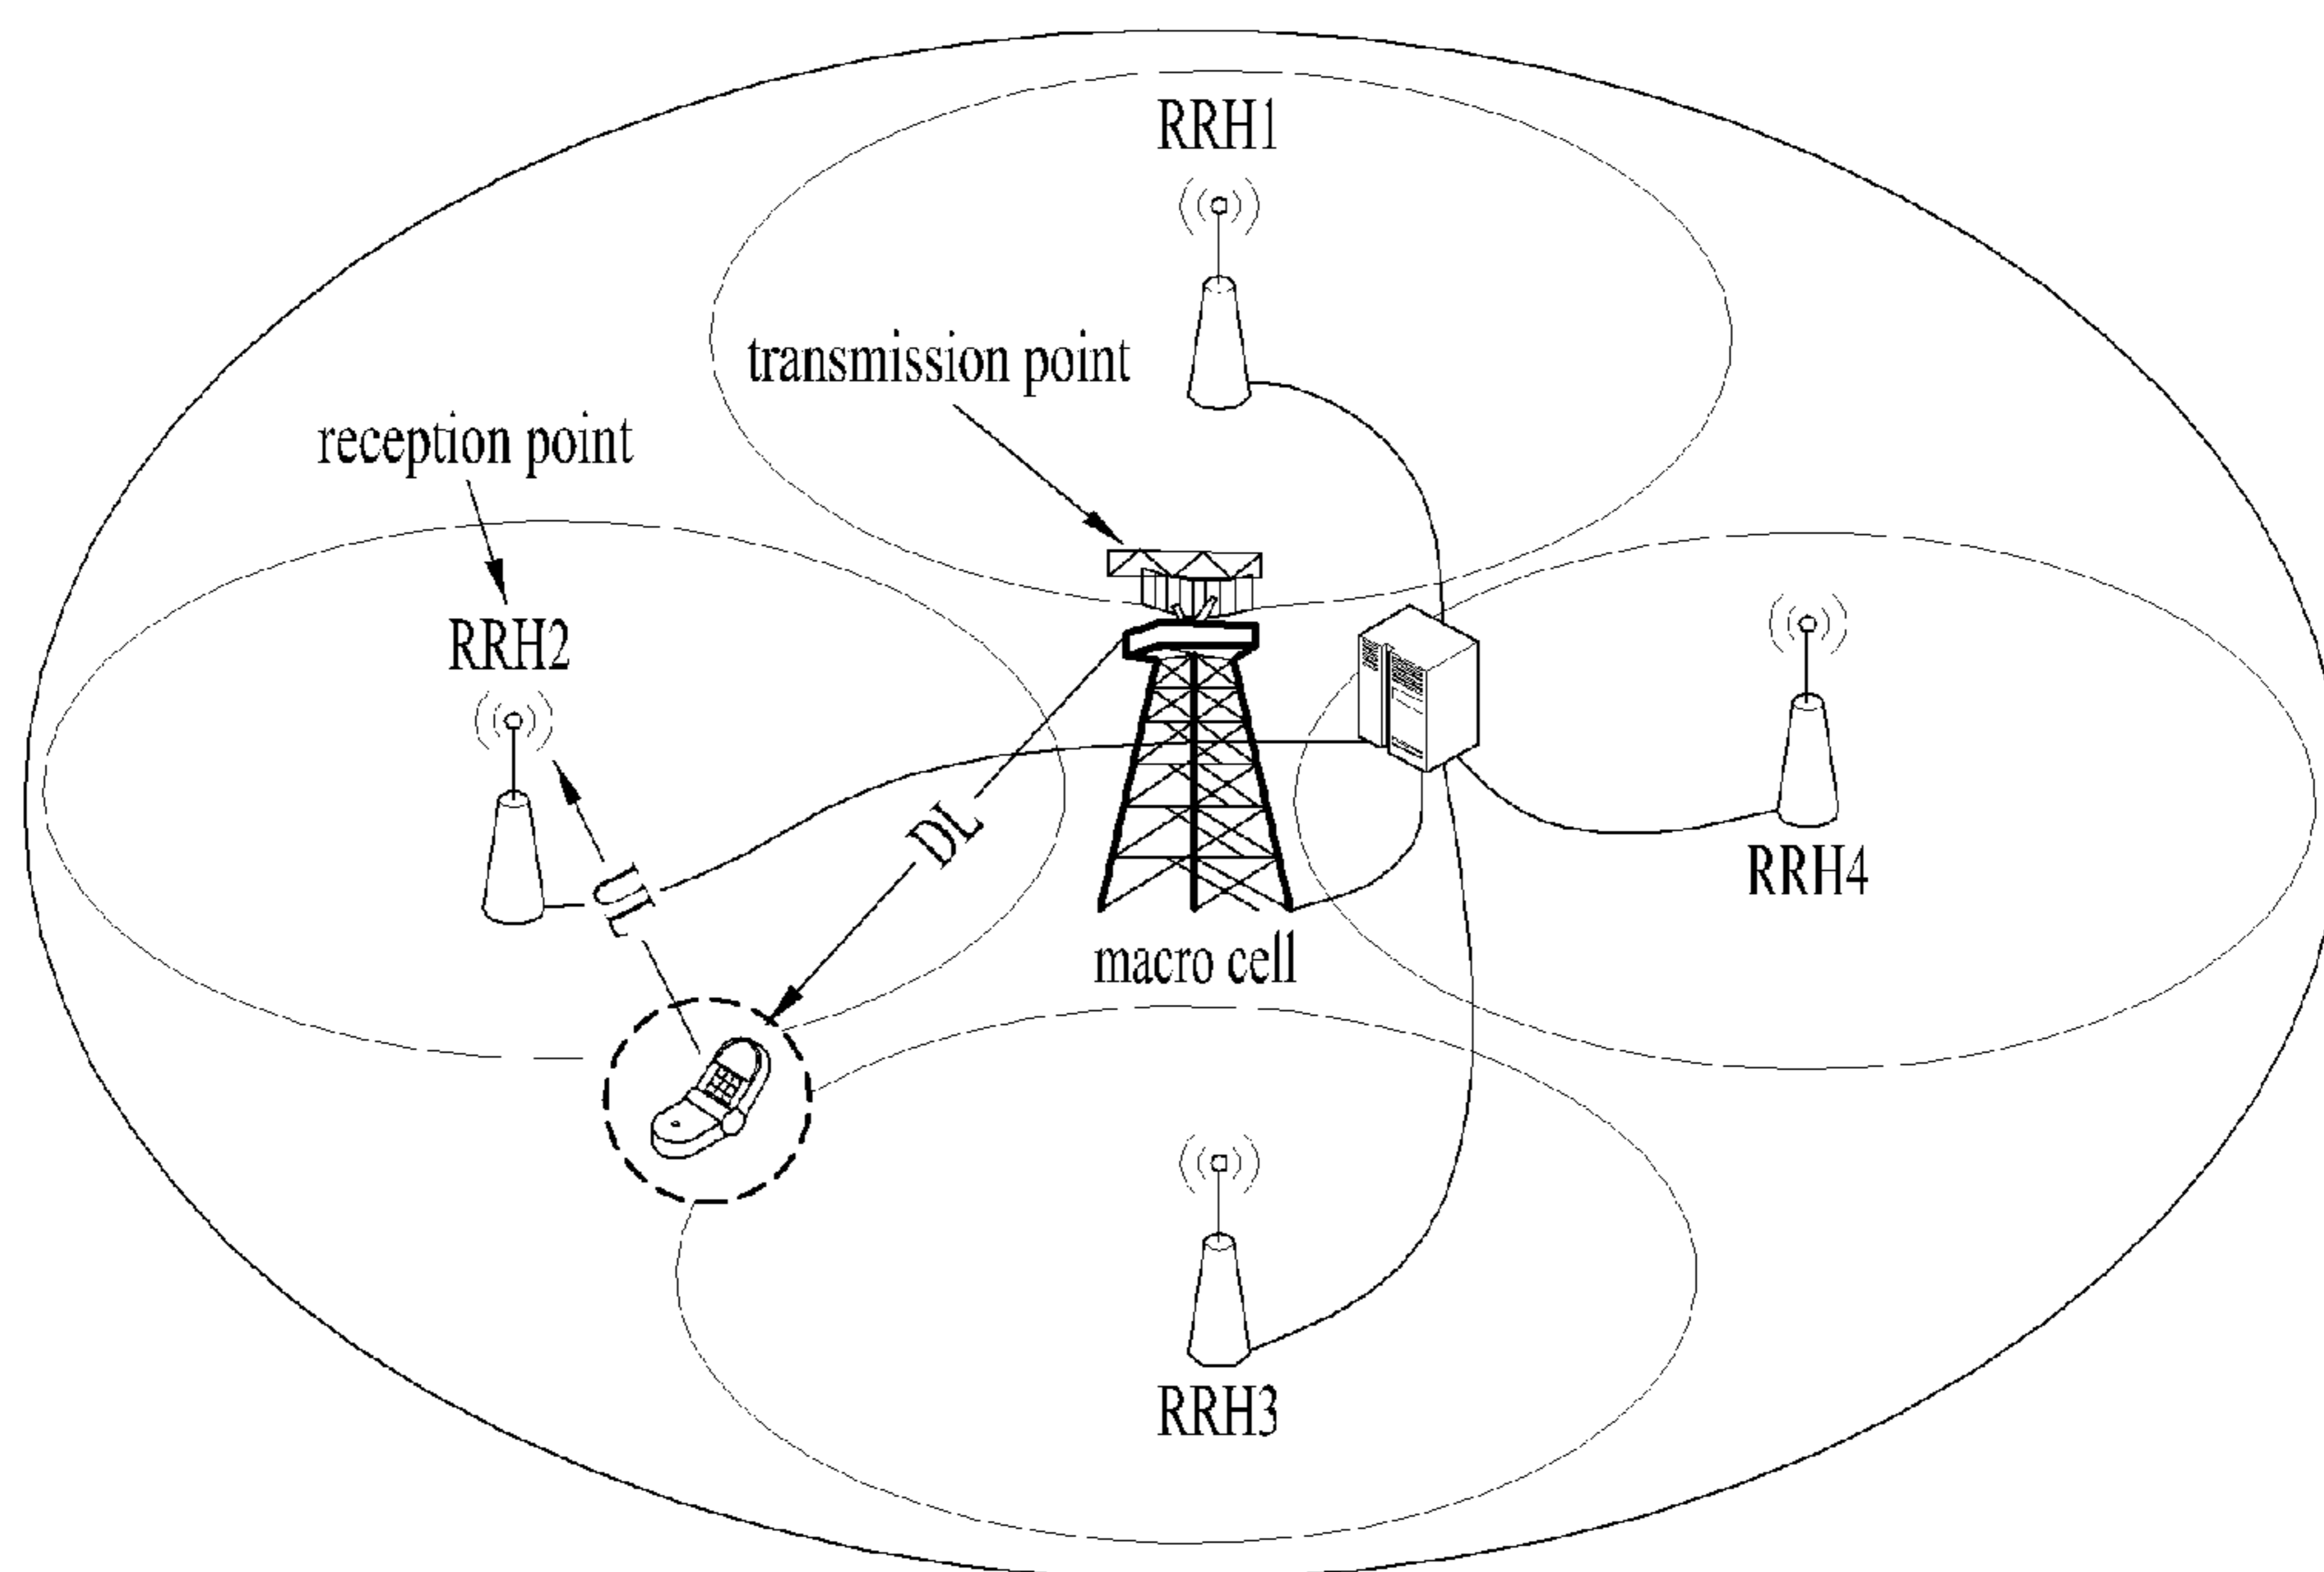 RRH1
transmission point
reception point
RRH2
DL
UL
RRH4
macro cell
RRH3